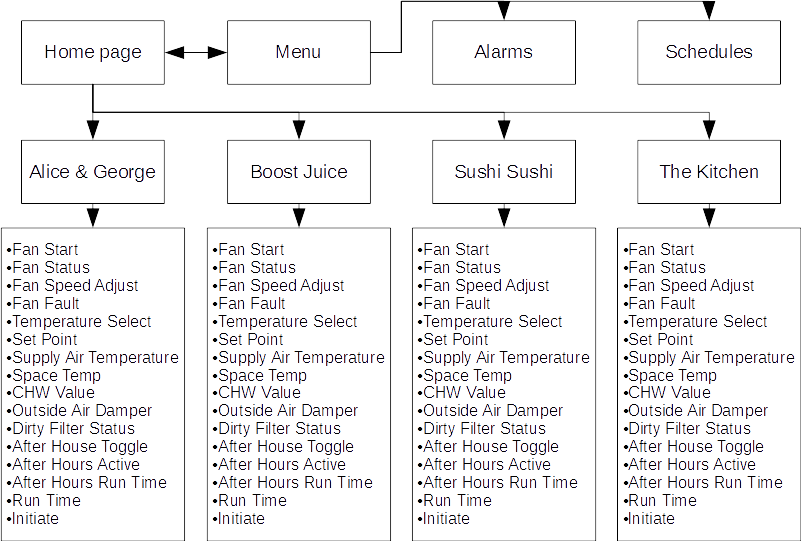 Home page
Menu
Alarms
Schedules
Alice & George
Boost Juice
Sushi Sushi
The Kitchen
•Fan Start
•Fan Status
•Fan Speed Adjust
•Fan Fault
•Temperature Select
•Set Point
•Supply Air Temperature
•Space Temp
•CHW Value
•Outside Air Damper
•Dirty Filter Status
•After House Toggle
•After Hours Active
•After Hours Run Time
•Run Time
•Initiate
•Fan Start
•Fan Status
•Fan Speed Adjust
•Fan Fault
•Temperature Select
•Set Point
•Supply Air Temperature
•Space Temp
•CHW Value
•Outside Air Damper
•Dirty Filter Status
•After House Toggle
•After Hours Active
•After Hours Run Time
•Run Time
•Initiate
•Fan Start
•Fan Status
•Fan Speed Adjust
•Fan Fault
•Temperature Select
•Set Point
•Supply Air Temperature
•Space Temp
•CHW Value
•Outside Air Damper
•Dirty Filter Status
•After House Toggle
•After Hours Active
•After Hours Run Time
•Run Time
•Initiate
•Fan Start
•Fan Status
•Fan Speed Adjust
•Fan Fault
•Temperature Select
•Set Point
•Supply Air Temperature
•Space Temp
•CHW Value
•Outside Air Damper
•Dirty Filter Status
•After House Toggle
•After Hours Active
•After Hours Run Time
•Run Time
•Initiate